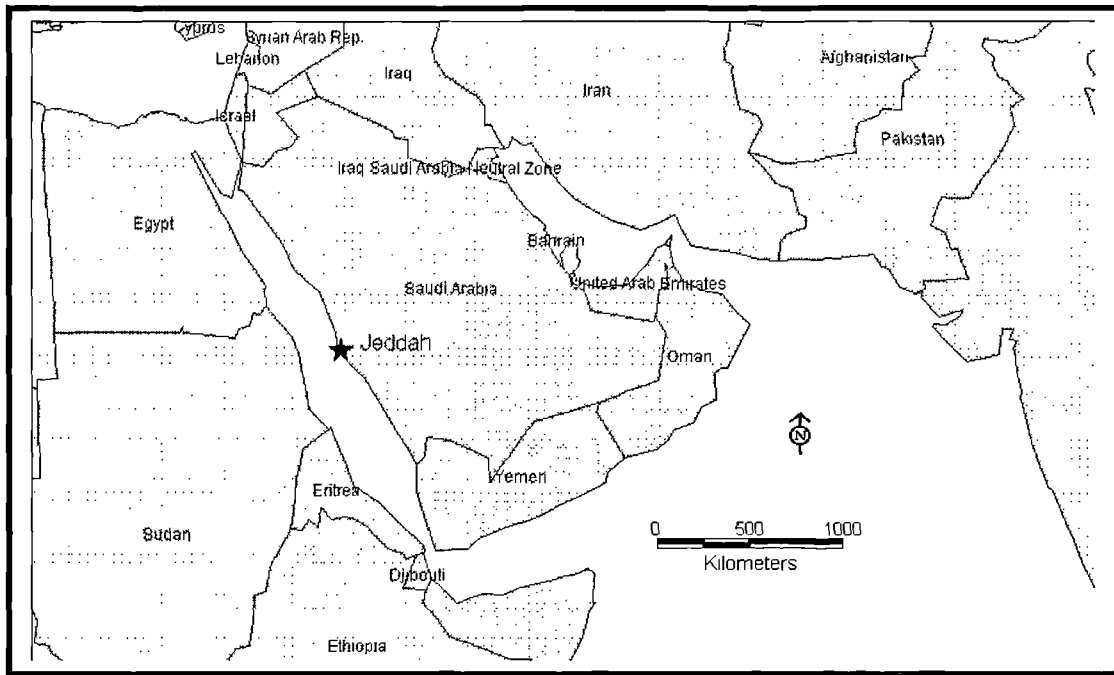 Cyprus
Syrian Arab Rep.
Lebanon
Iraq
Iran
Afghanistan
Israel
Pakistan
Iraq Saudi Arabia Neutral Zone
Egypt
Bahrain
United Arab Emirates
Saudi Arabia
Jeddah
Oman
N
Yemen
Eritrea
Sudan
0 500 1000
Kilometers
Djibouti
Ethiopia